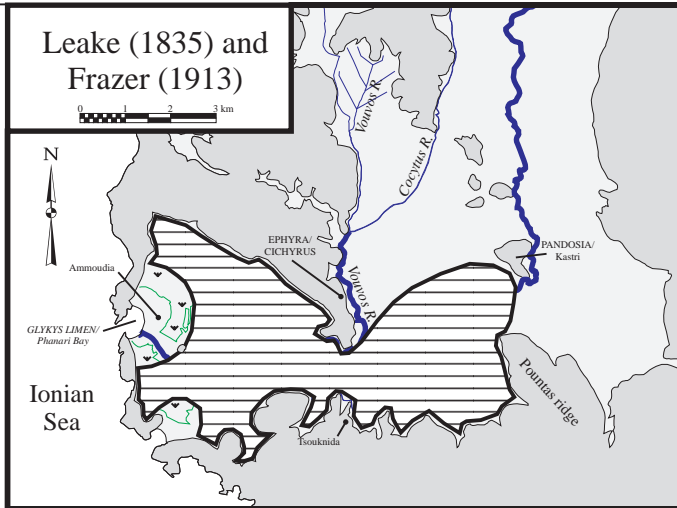 Leake (1835) and
Frazer (1913)
0 1 2 3 km
N
Vouvos R.
Cocytus R.
EPHYRA/
CICHYRUS
PANDOSIA/
Kastri
Ammoudia
Vouvos R.
GLYKYS LIMEN/
Phanari Bay
Ionian
Sea
Pountas ridge
Tsouknida